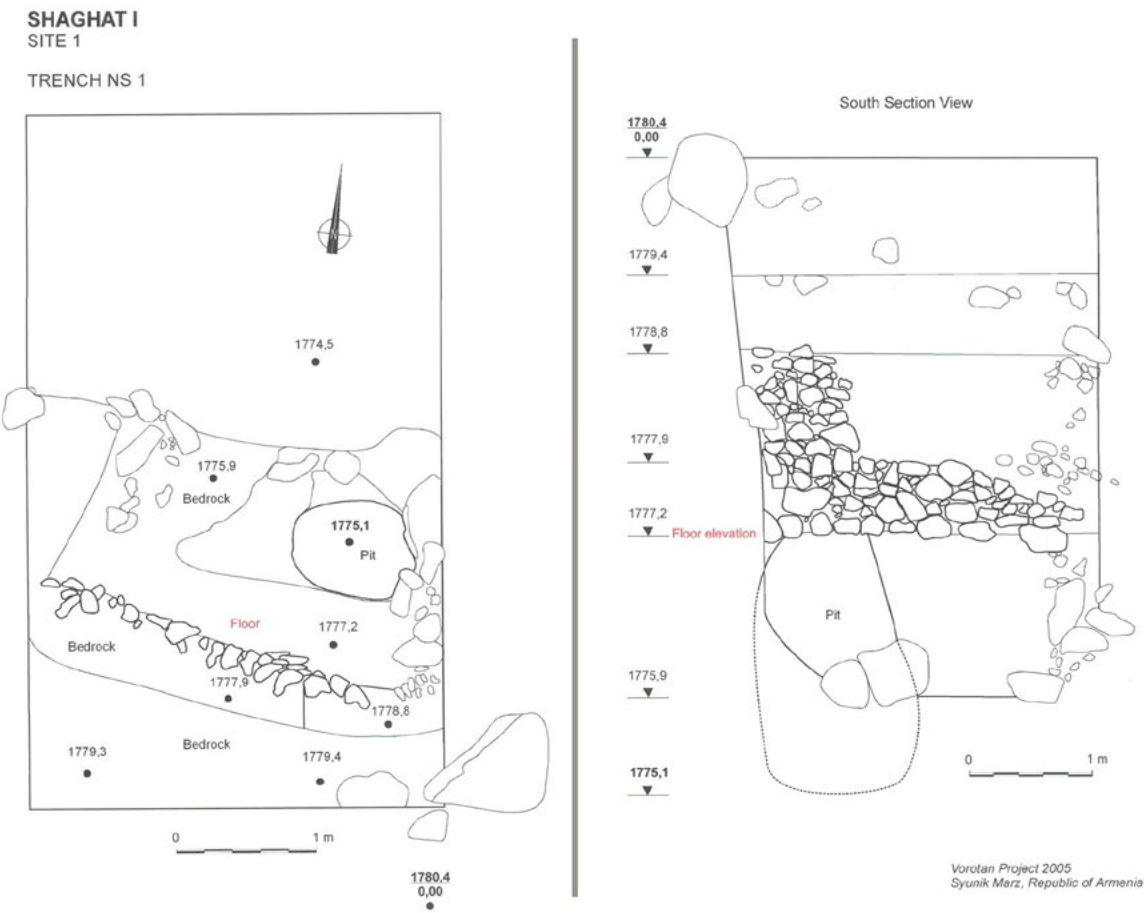 SHAGHAT I
SITE 1
TRENCH NS 1
1774,5
1775,9
Bedrock
1775,1
Pit
Floor
1777,2
Bedrock
1777,9
1778,8
Bedrock
1779,3
1779,4
0 1 m
1780,4
0,00
South Section View
1780,4
0,00
1779,4
1778,8
1777,9
1777,2
Floor elevation
Pit
1775,9
1775,1
0 1 m
Vorotan Project 2005
Syunik Marz, Republic of Armenia